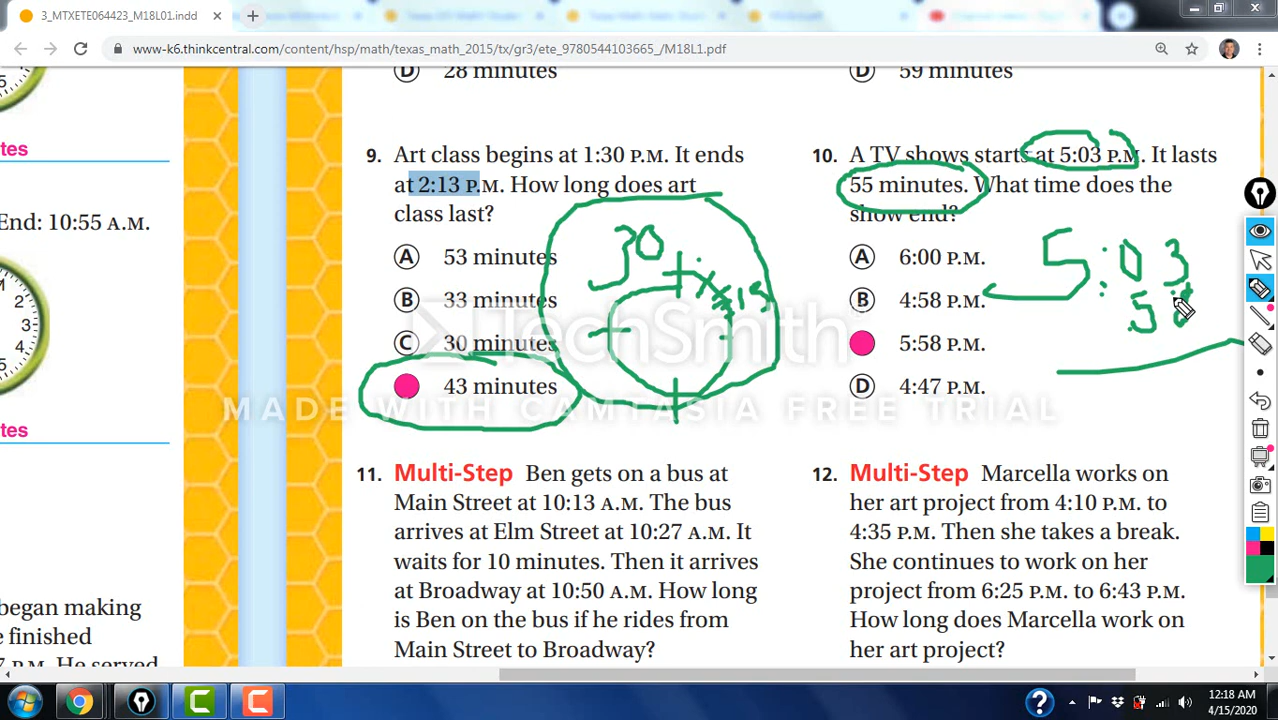 3_MTXETE064423_M18L01.indd
www-k6.thinkcentral.com/content/hsp/math/texas_math_2015/tx/gr3/ete_9780544103665_/M18L1.pdf
tes
End: 10:55 A.M.
2
3
4
5
tes
began making
e finished
P.M. He served
D 28 minutes
9. Art class begins at 1:30 P.M. It ends
at 2:13 P.M. How long does art
class last?
A 53 minutes
B 33 minutes
C 30 minutes
43 minutes
30 + 13
D 59 minutes
10. A TV shows starts at 5:03 P.M. It lasts
55 minutes. What time does the
show end?
A 6:00 P.M.
B 4:58 P.M.
5:58 P.M.
D 4:47 P.M.
5:03
TechSmith
MADE WITH CAMTASIA FREE TRIAL
11. Multi-Step Ben gets on a bus at
Main Street at 10:13 A.M. The bus
arrives at Elm Street at 10:27 A.M. It
waits for 10 minutes. Then it arrives
at Broadway at 10:50 A.M. How long
is Ben on the bus if he rides from
Main Street to Broadway?
12. Multi-Step Marcella works on
her art project from 4:10 P.M. to
4:35 P.M. Then she takes a break.
She continues to work on her
project from 6:25 P.M. to 6:43 P.M.
How long does Marcella work on
her art project?
12:18 AM
4/15/2020